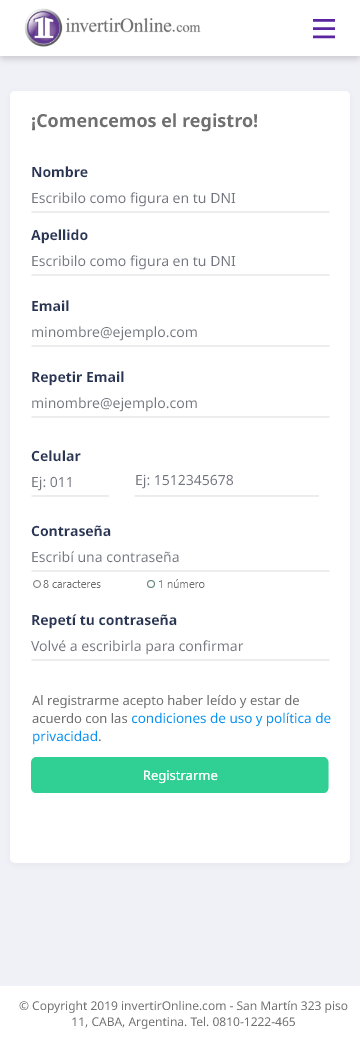 invertirOnline.com
¡Comencemos el registro!
Nombre
Escribilo como figura en tu DNI
Apellido
Escribilo como figura en tu DNI
Email
minombre@ejemplo.com
Repetir Email
minombre@ejemplo.com
Celular
Ej: 011 Ej: 1512345678
Contraseña
Escribí una contraseña
8 caracteres 1 número
Repetí tu contraseña
Volvé a escribirla para confirmar
Al registrarme acepto haber leído y estar de
acuerdo con las condiciones de uso y política de
privacidad.
Registrarme
© Copyright 2019 invertirOnline.com - San Martín 323 piso
11, CABA, Argentina. Tel. 0810-1222-465